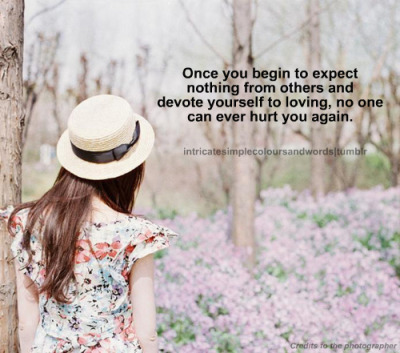 Once you begin to expect
nothing from others and
devote yourself to loving, no one
can ever hurt you again.
intricatesimplecoloursandwords|tumblr
Credits to the photographer